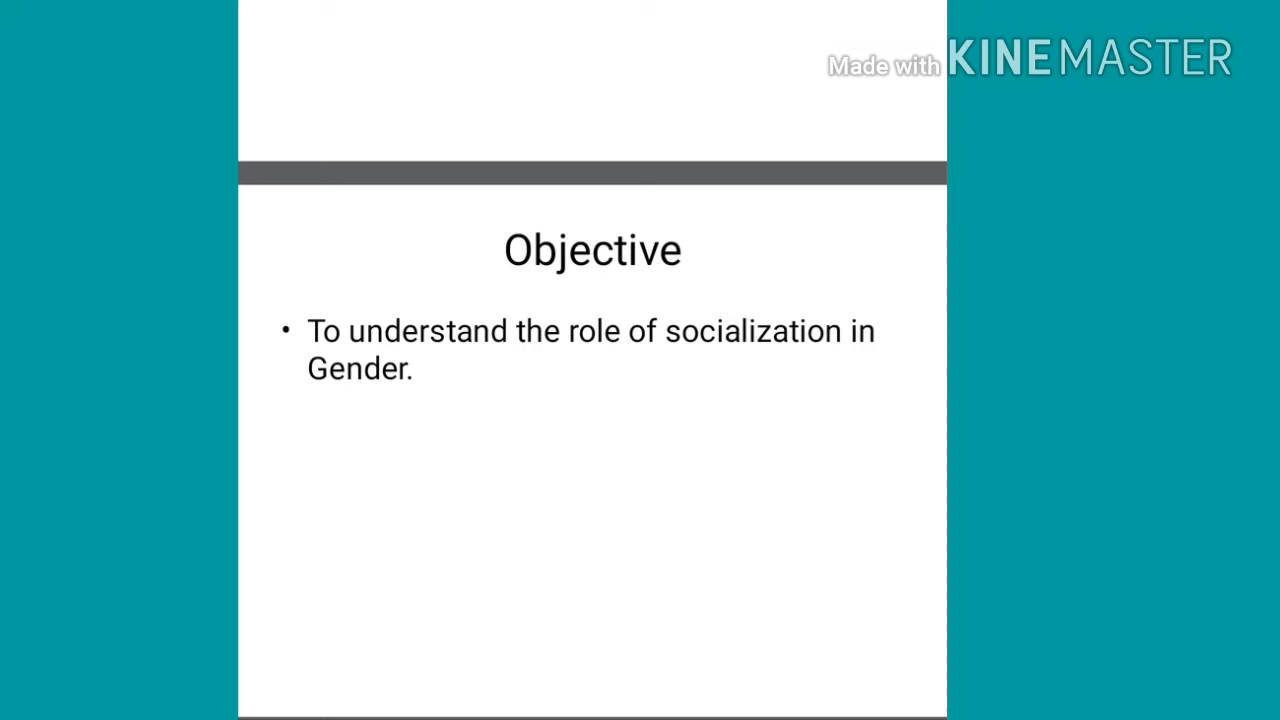 Made with KINEMASTER
Objective
• To understand the role of socialization in
Gender.